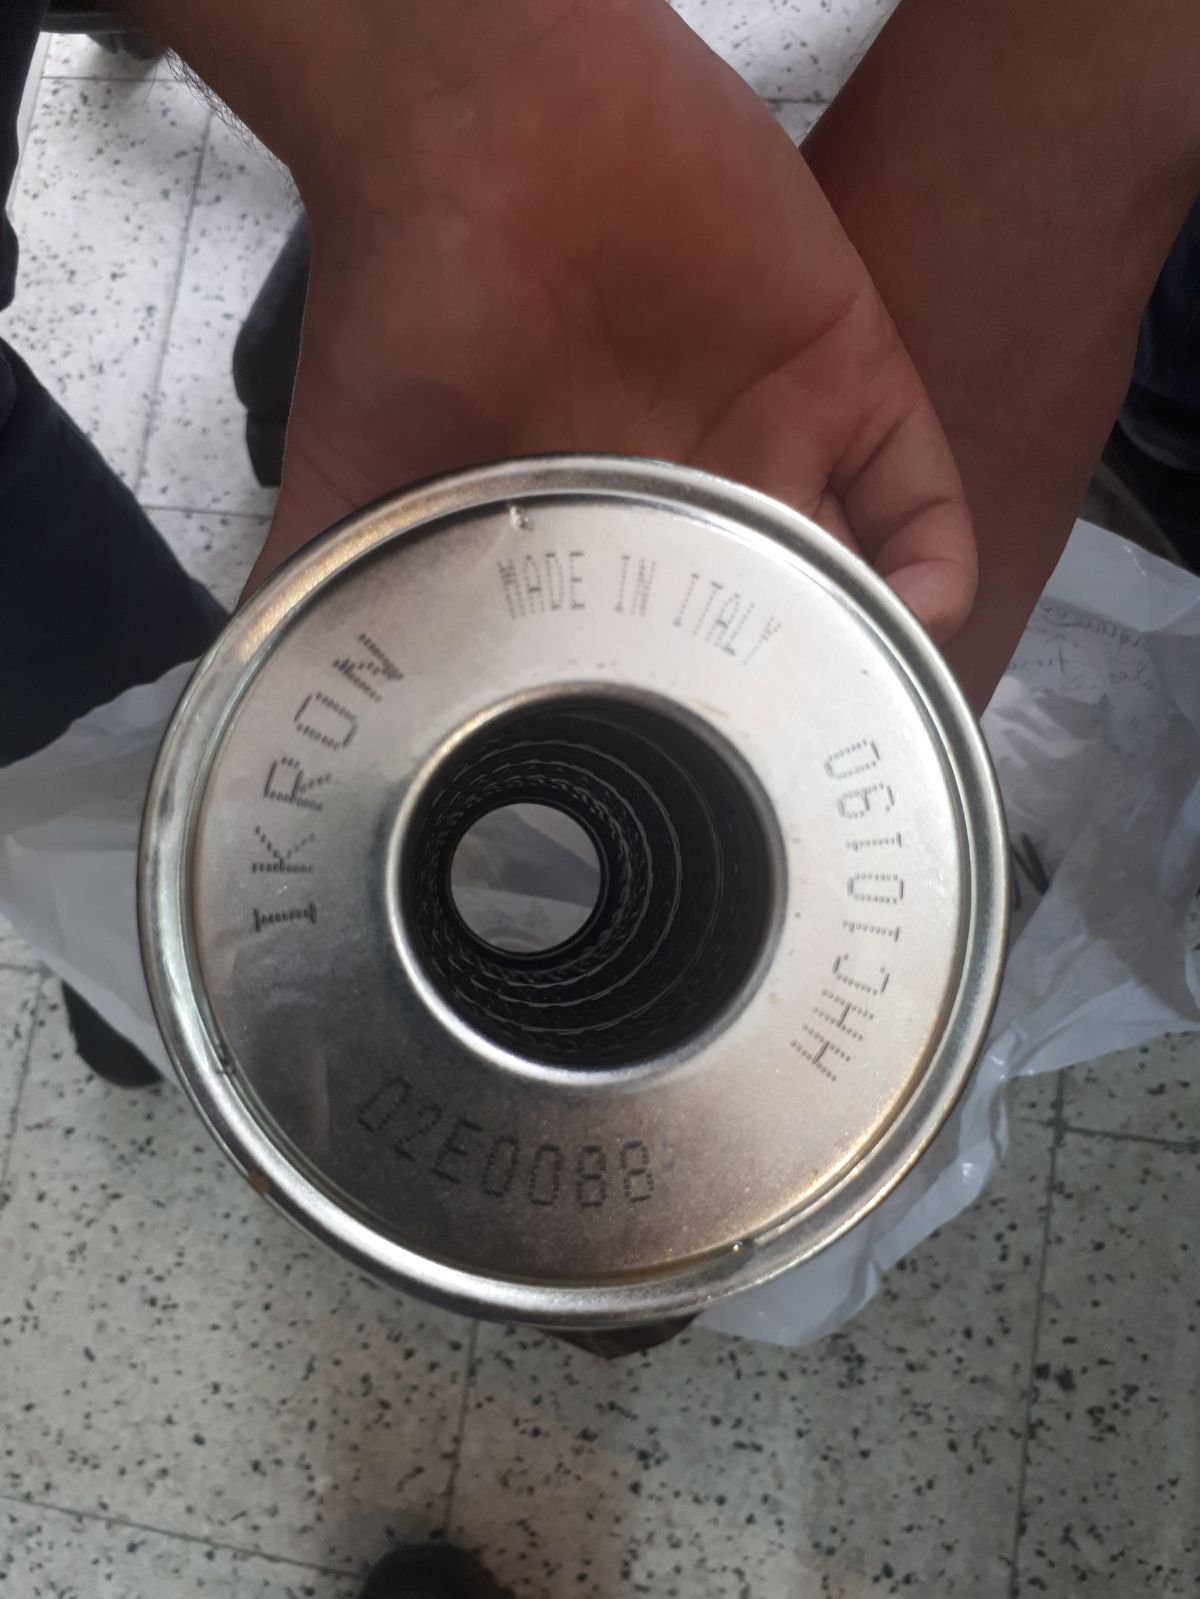 MADE IN ITALY
IKRON
HHC10190
02E0088